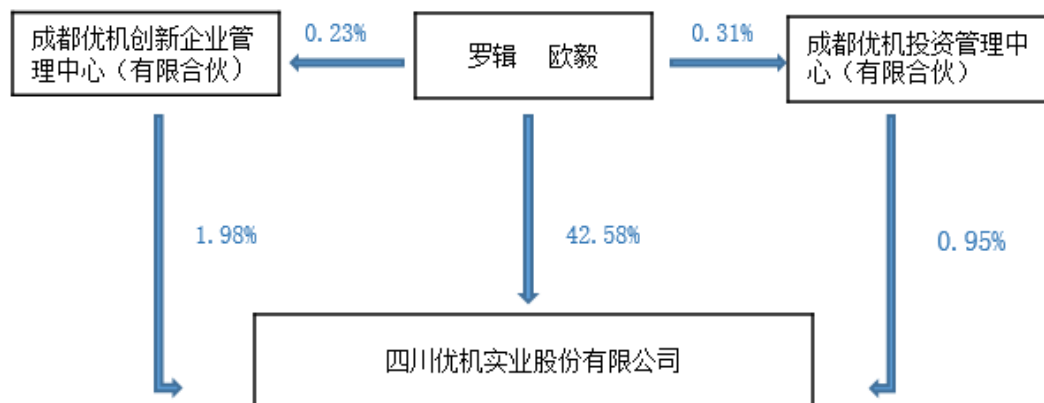 成都优机创新企业管
理中心（有限合伙）
0.23%
罗辑 欧毅
0.31%
成都优机投资管理中
心（有限合伙）
1.98%
42.58%
0.95%
四川优机实业股份有限公司